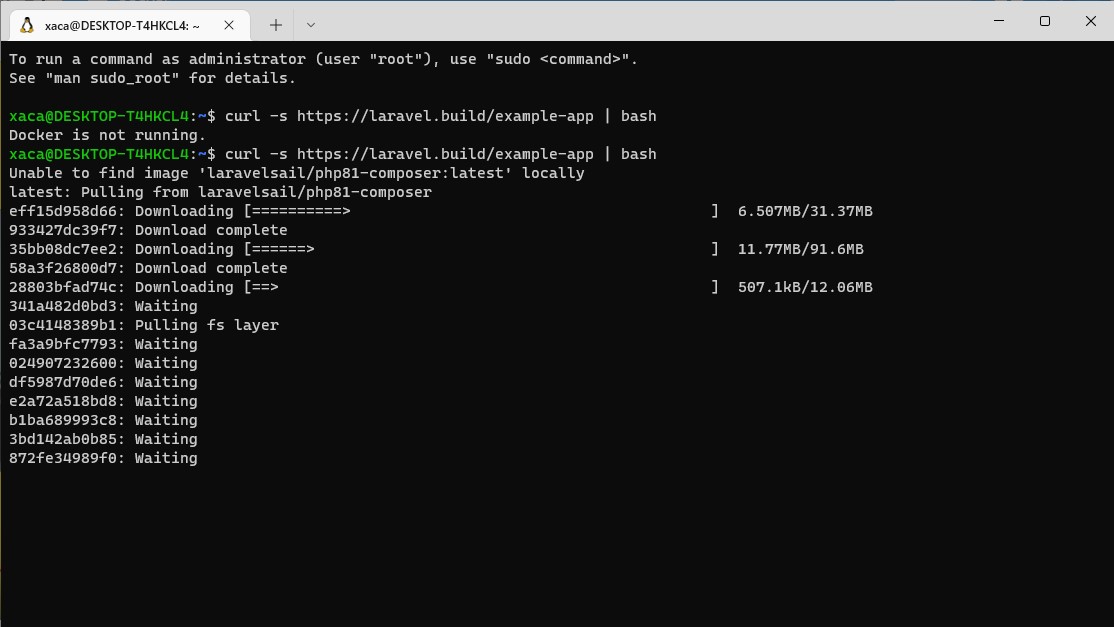 xaca@DESKTOP-T4HKCL4: ~
To run a command as administrator (user "root"), use "sudo <command>".
See "man sudo_root" for details.
xaca@DESKTOP-T4HKCL4:~$ curl -s https://laravel.build/example-app | bash
Docker is not running.
xaca@DESKTOP-T4HKCL4:~$ curl -s https://laravel.build/example-app | bash
Unable to find image 'laravelsail/php81-composer:latest' locally
latest: Pulling from laravelsail/php81-composer
eff15d958d66: Downloading [==========>                                        ]  6.507MB/31.37MB
933427dc39f7: Download complete
35bb08dc7ee2: Downloading [======>                                            ]  11.77MB/91.6MB
58a3f26800d7: Download complete
28803bfad74c: Downloading [==>                                                ]  507.1kB/12.06MB
341a482d0bd3: Waiting
03c4148389b1: Pulling fs layer
fa3a9bfc7793: Waiting
024907232600: Waiting
df5987d70de6: Waiting
e2a72a518bd8: Waiting
b1ba689993c8: Waiting
3bd142ab0b85: Waiting
872fe34989f0: Waiting